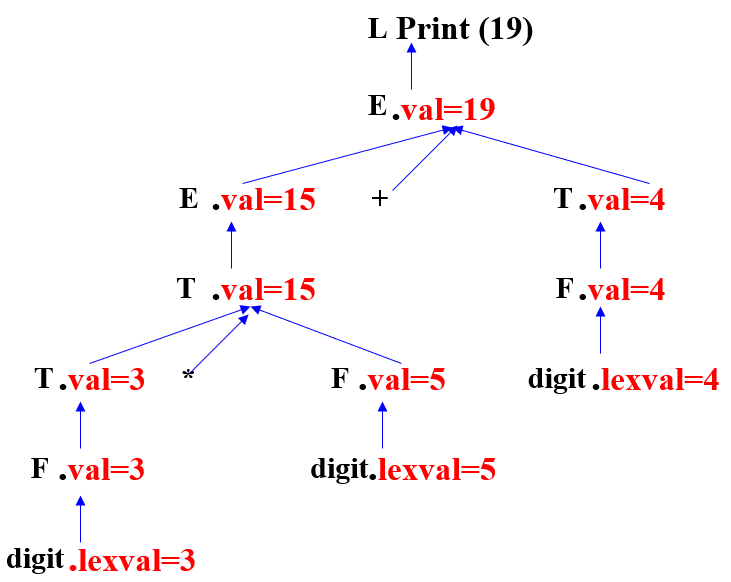 L Print (19)
E .val=19
E .val=15 + T .val=4
T .val=15 F .val=4
T .val=3 * F .val=5 digit .lexval=4
F .val=3 digit.lexval=5
digit .lexval=3